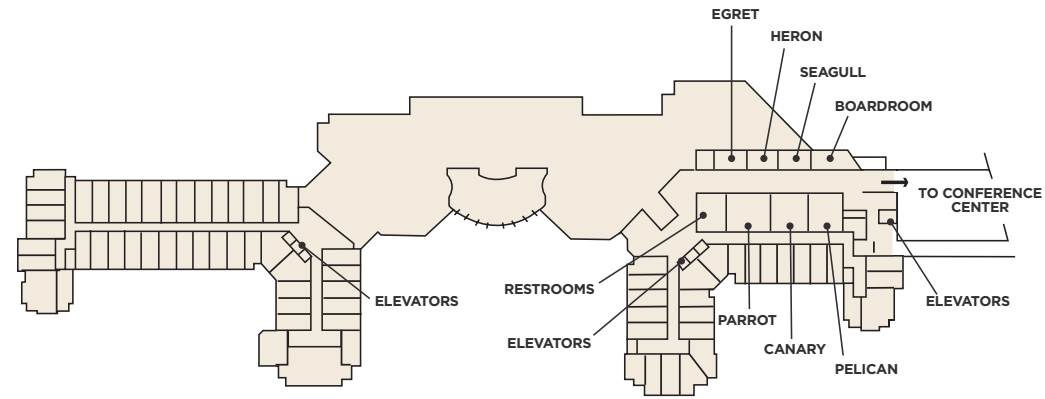 EGRET
HERON
SEAGULL
BOARDROOM
TO CONFERENCE
CENTER
RESTROOMS
ELEVATORS
ELEVATORS
PARROT
ELEVATORS
CANARY
PELICAN